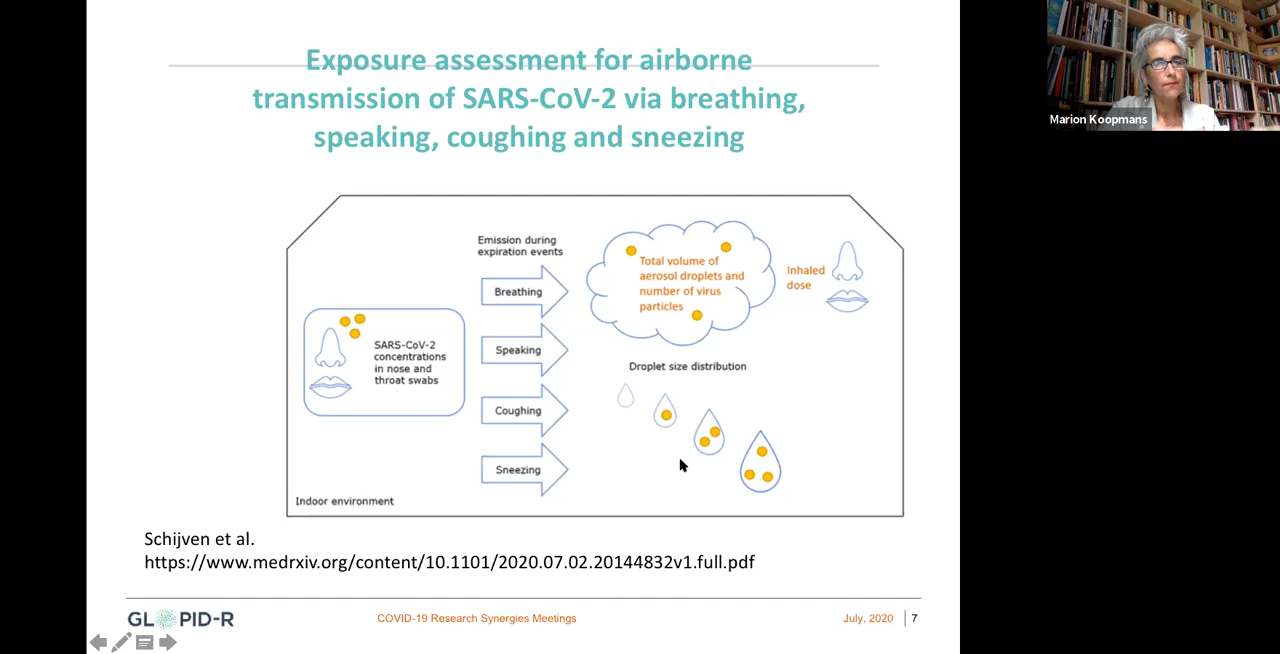 Exposure assessment for airborne
transmission of SARS-CoV-2 via breathing,
speaking, coughing and sneezing
Marion Koopmans
Emission during
expiration events
Breathing
Speaking
Coughing
Sneezing
SARS-CoV-2
concentrations
in nose and
throat swabs
Total volume of
aerosol droplets and
number of virus
particles
Inhaled
dose
Droplet size distribution
Indoor environment
Schijven et al.
https://www.medrxiv.org/content/10.1101/2020.07.02.20144832v1.full.pdf
GLOPID-R
COVID-19 Research Synergies Meetings
July, 2020
7